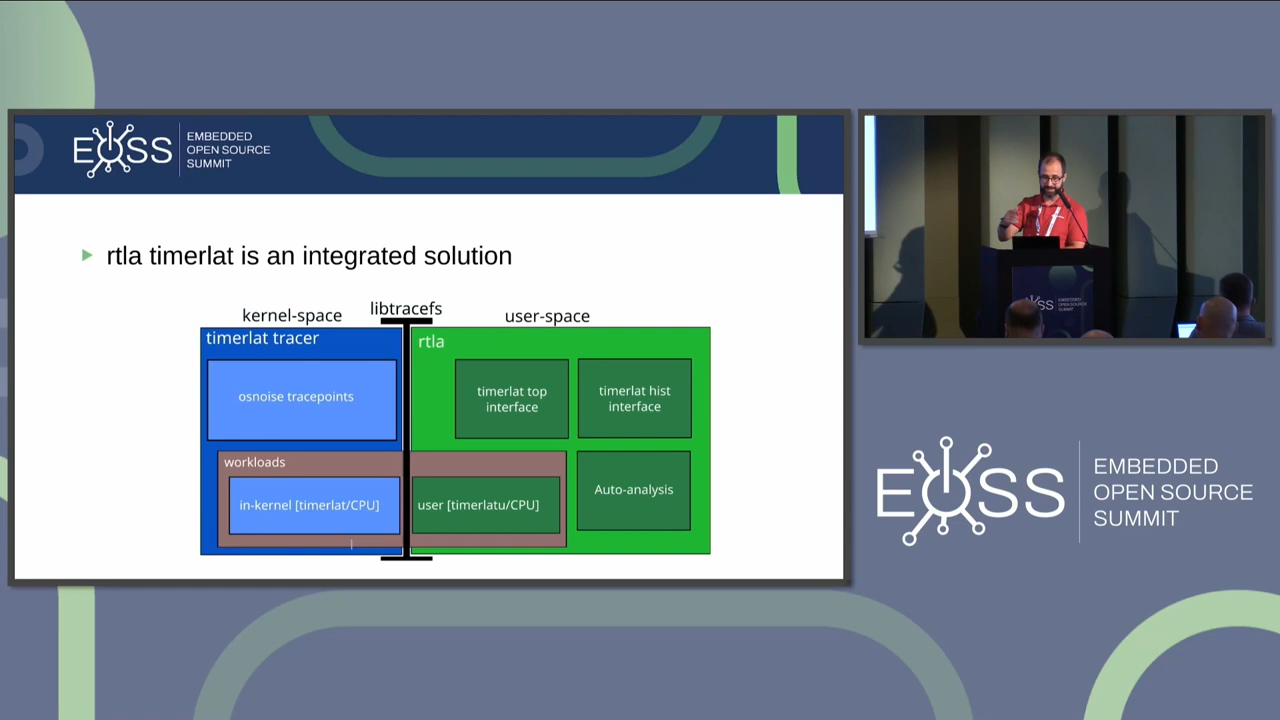 EOSS
EMBEDDED
OPEN SOURCE
SUMMIT
rtla timerlat is an integrated solution
kernel-space
libtracefs
user-space
timerlat tracer
rtla
osnoise tracepoints
timerlat top
interface
timerlat hist
interface
workloads
in-kernel [timerlat/CPU]
user [timerlatu/CPU]
Auto-analysis
EOSS
EMBEDDED
OPEN SOURCE
SUMMIT